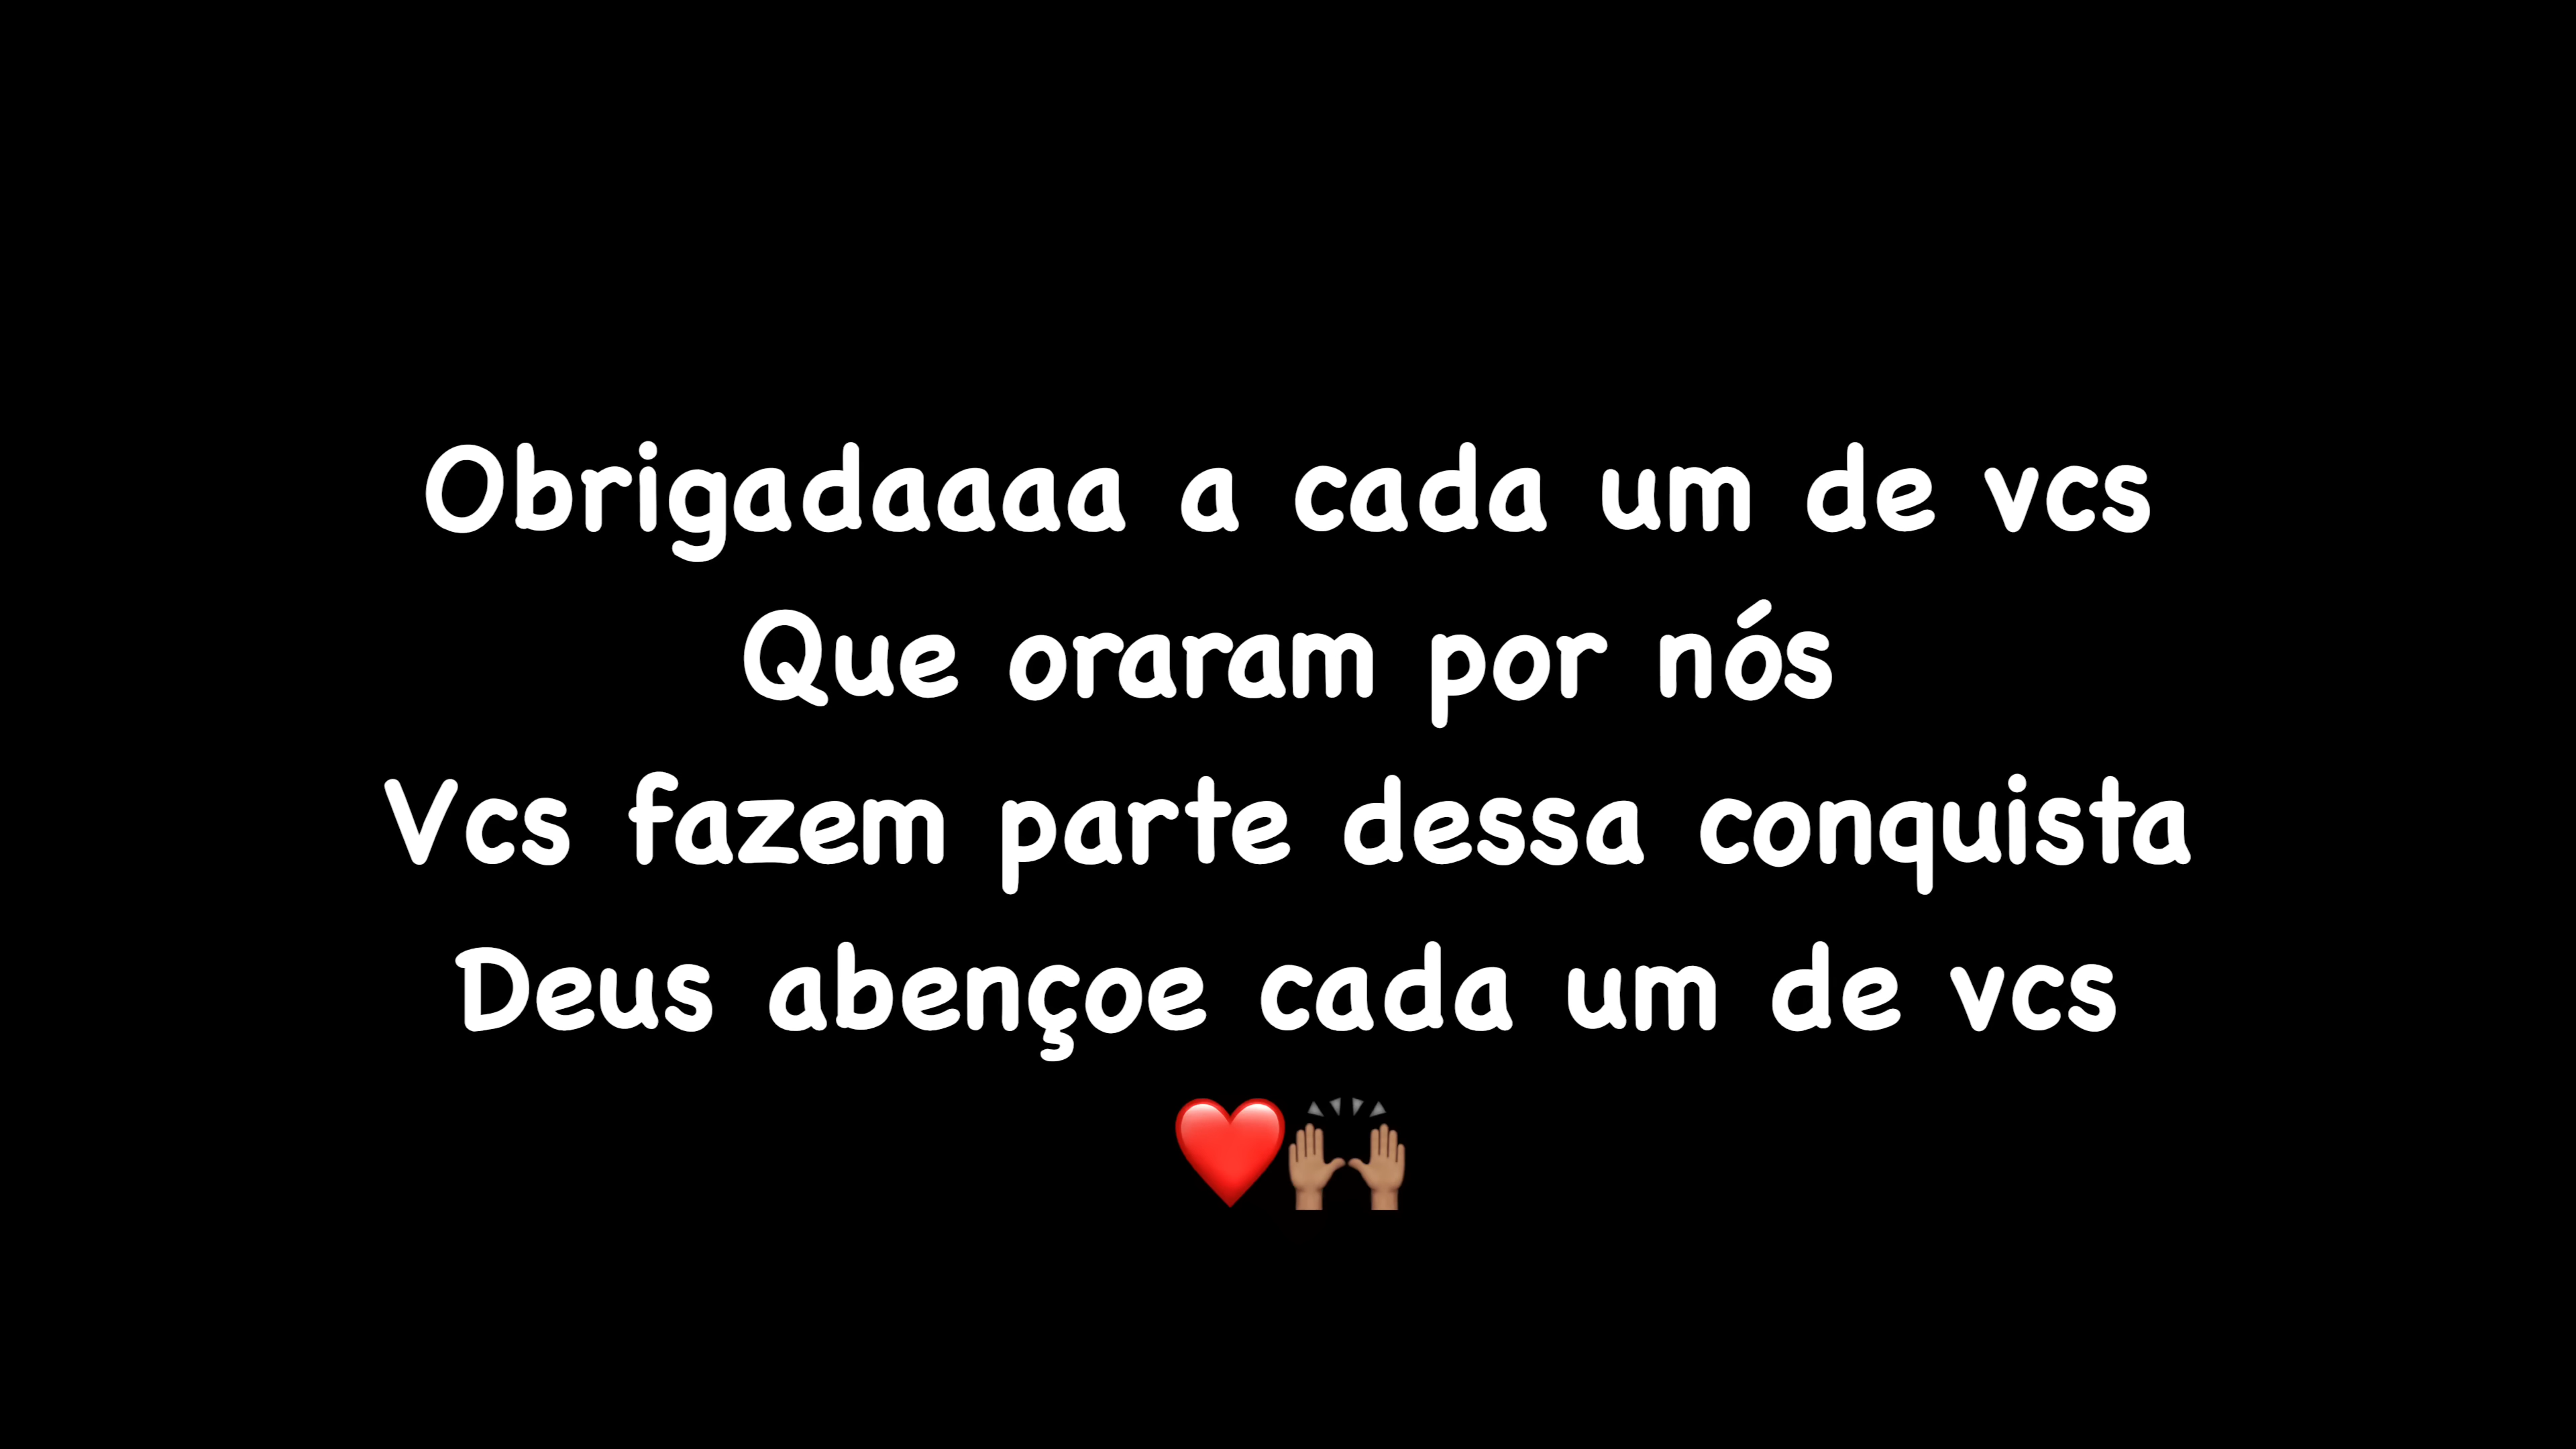 Obrigadaaaa a cada um de vcs
Que oraram por nós
Vcs fazem parte dessa conquista
Deus abençoe cada um de vcs
❤️🙌🏽